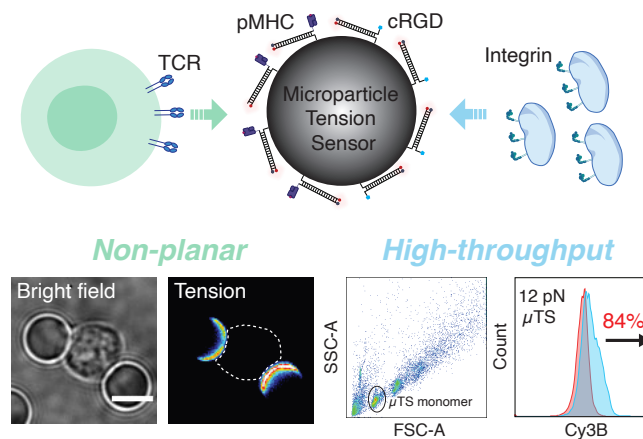 pMHC
cRGD
TCR
Integrin
Microparticle
Tension
Sensor
Non-planar
High-throughput
Bright field
Tension
SSC-A
μTS monomer
FSC-A
12 pN
μTS
84%
Count
Cy3B